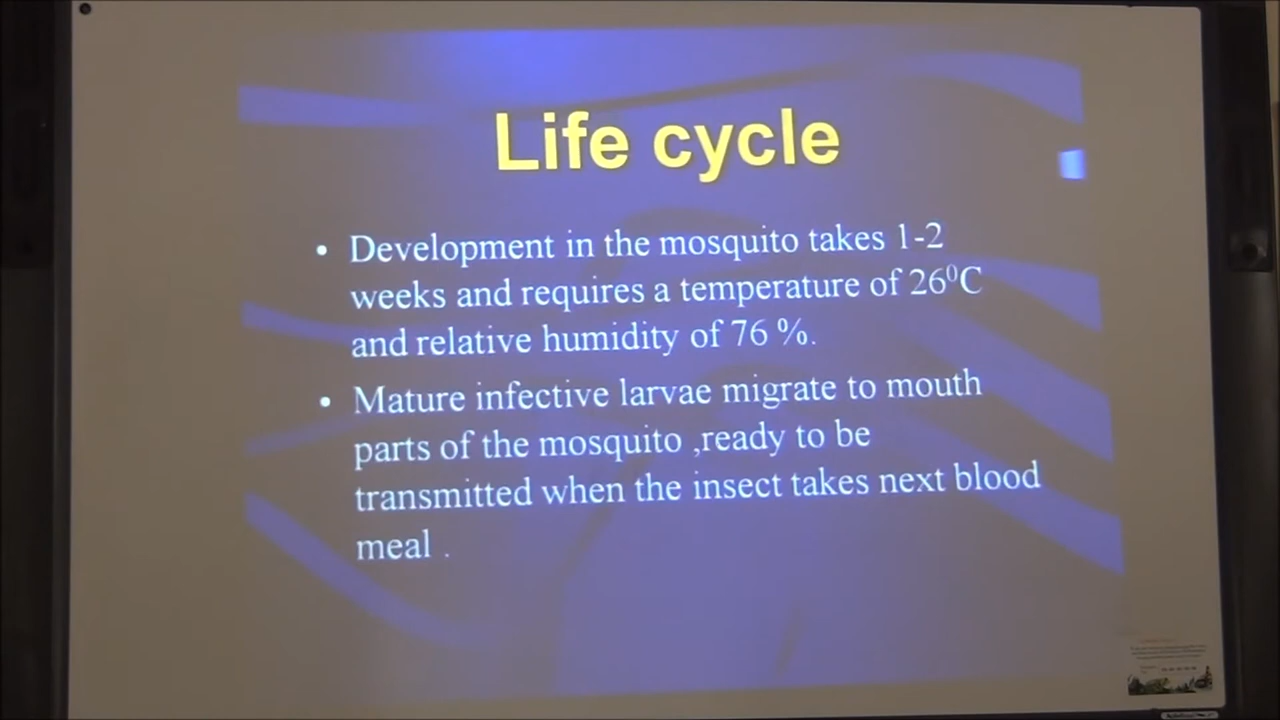 Life cycle
• Development in the mosquito takes 1-2
weeks and requires a temperature of 26⁰C
and relative humidity of 76 %.
• Mature infective larvae migrate to mouth
parts of the mosquito ,ready to be
transmitted when the insect takes next blood
meal .